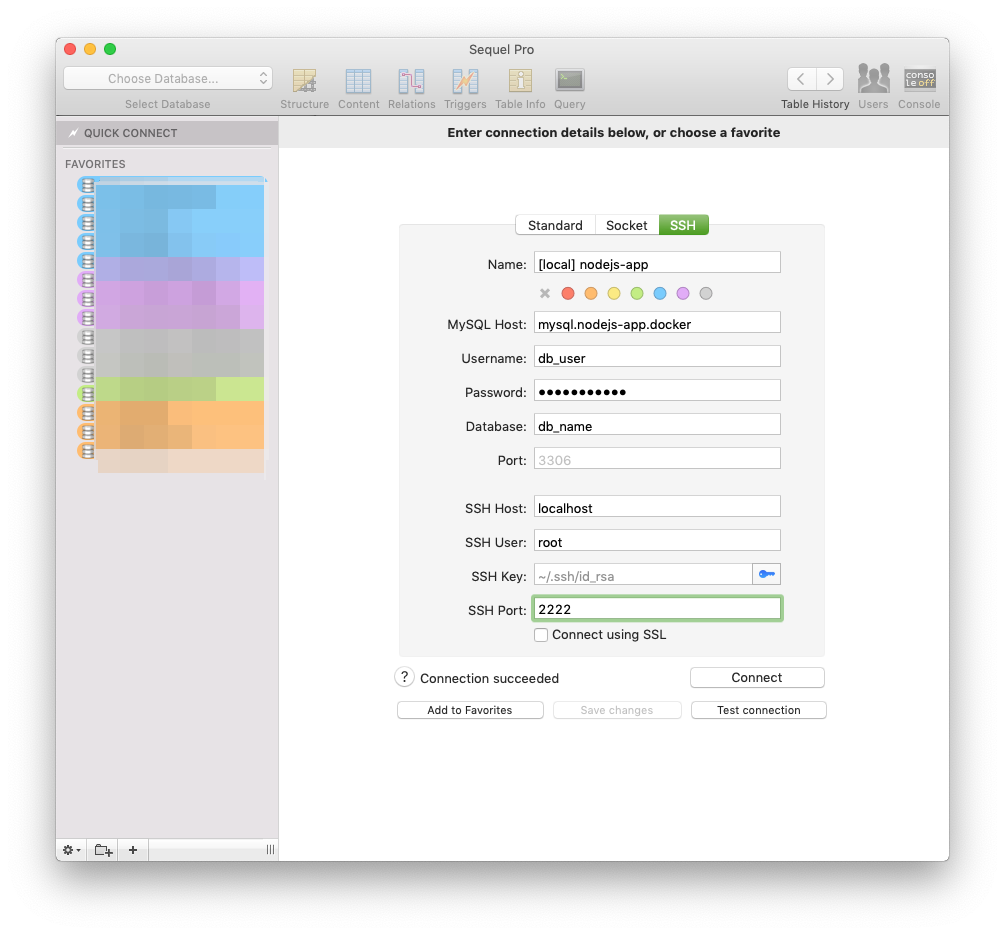 Sequel Pro
Choose Database...
Select Database
Structure
Content
Relations
Triggers
Table Info
Query
Table History
Users
conso
leoff
Console
QUICK CONNECT
Enter connection details below, or choose a favorite
FAVORITES
Standard
Socket
SSH
Name: [local] nodejs-app
MySQL Host: mysql.nodejs-app.docker
Username: db_user
Password: ●●●●●●●●●●●
Database: db_name
Port: 3306
SSH Host: localhost
SSH User: root
SSH Key: ~/.ssh/id_rsa
SSH Port: 2222
Connect using SSL
? Connection succeeded
Connect
Add to Favorites
Save changes
Test connection